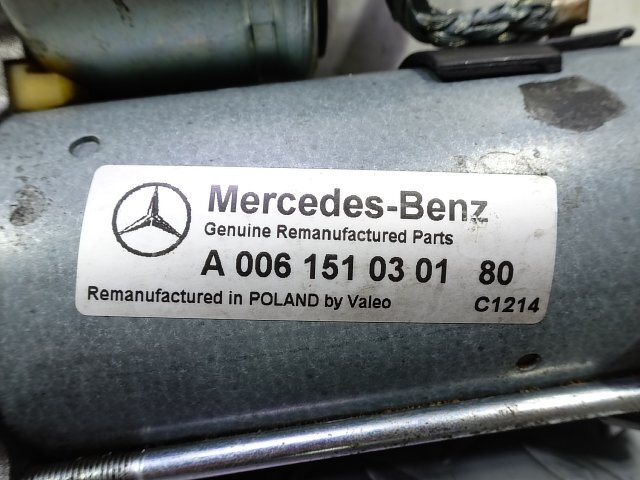 Mercedes-Benz
Genuine Remanufactured Parts
A 006 151 03 01 80
Remanufactured in POLAND by Valeo C1214